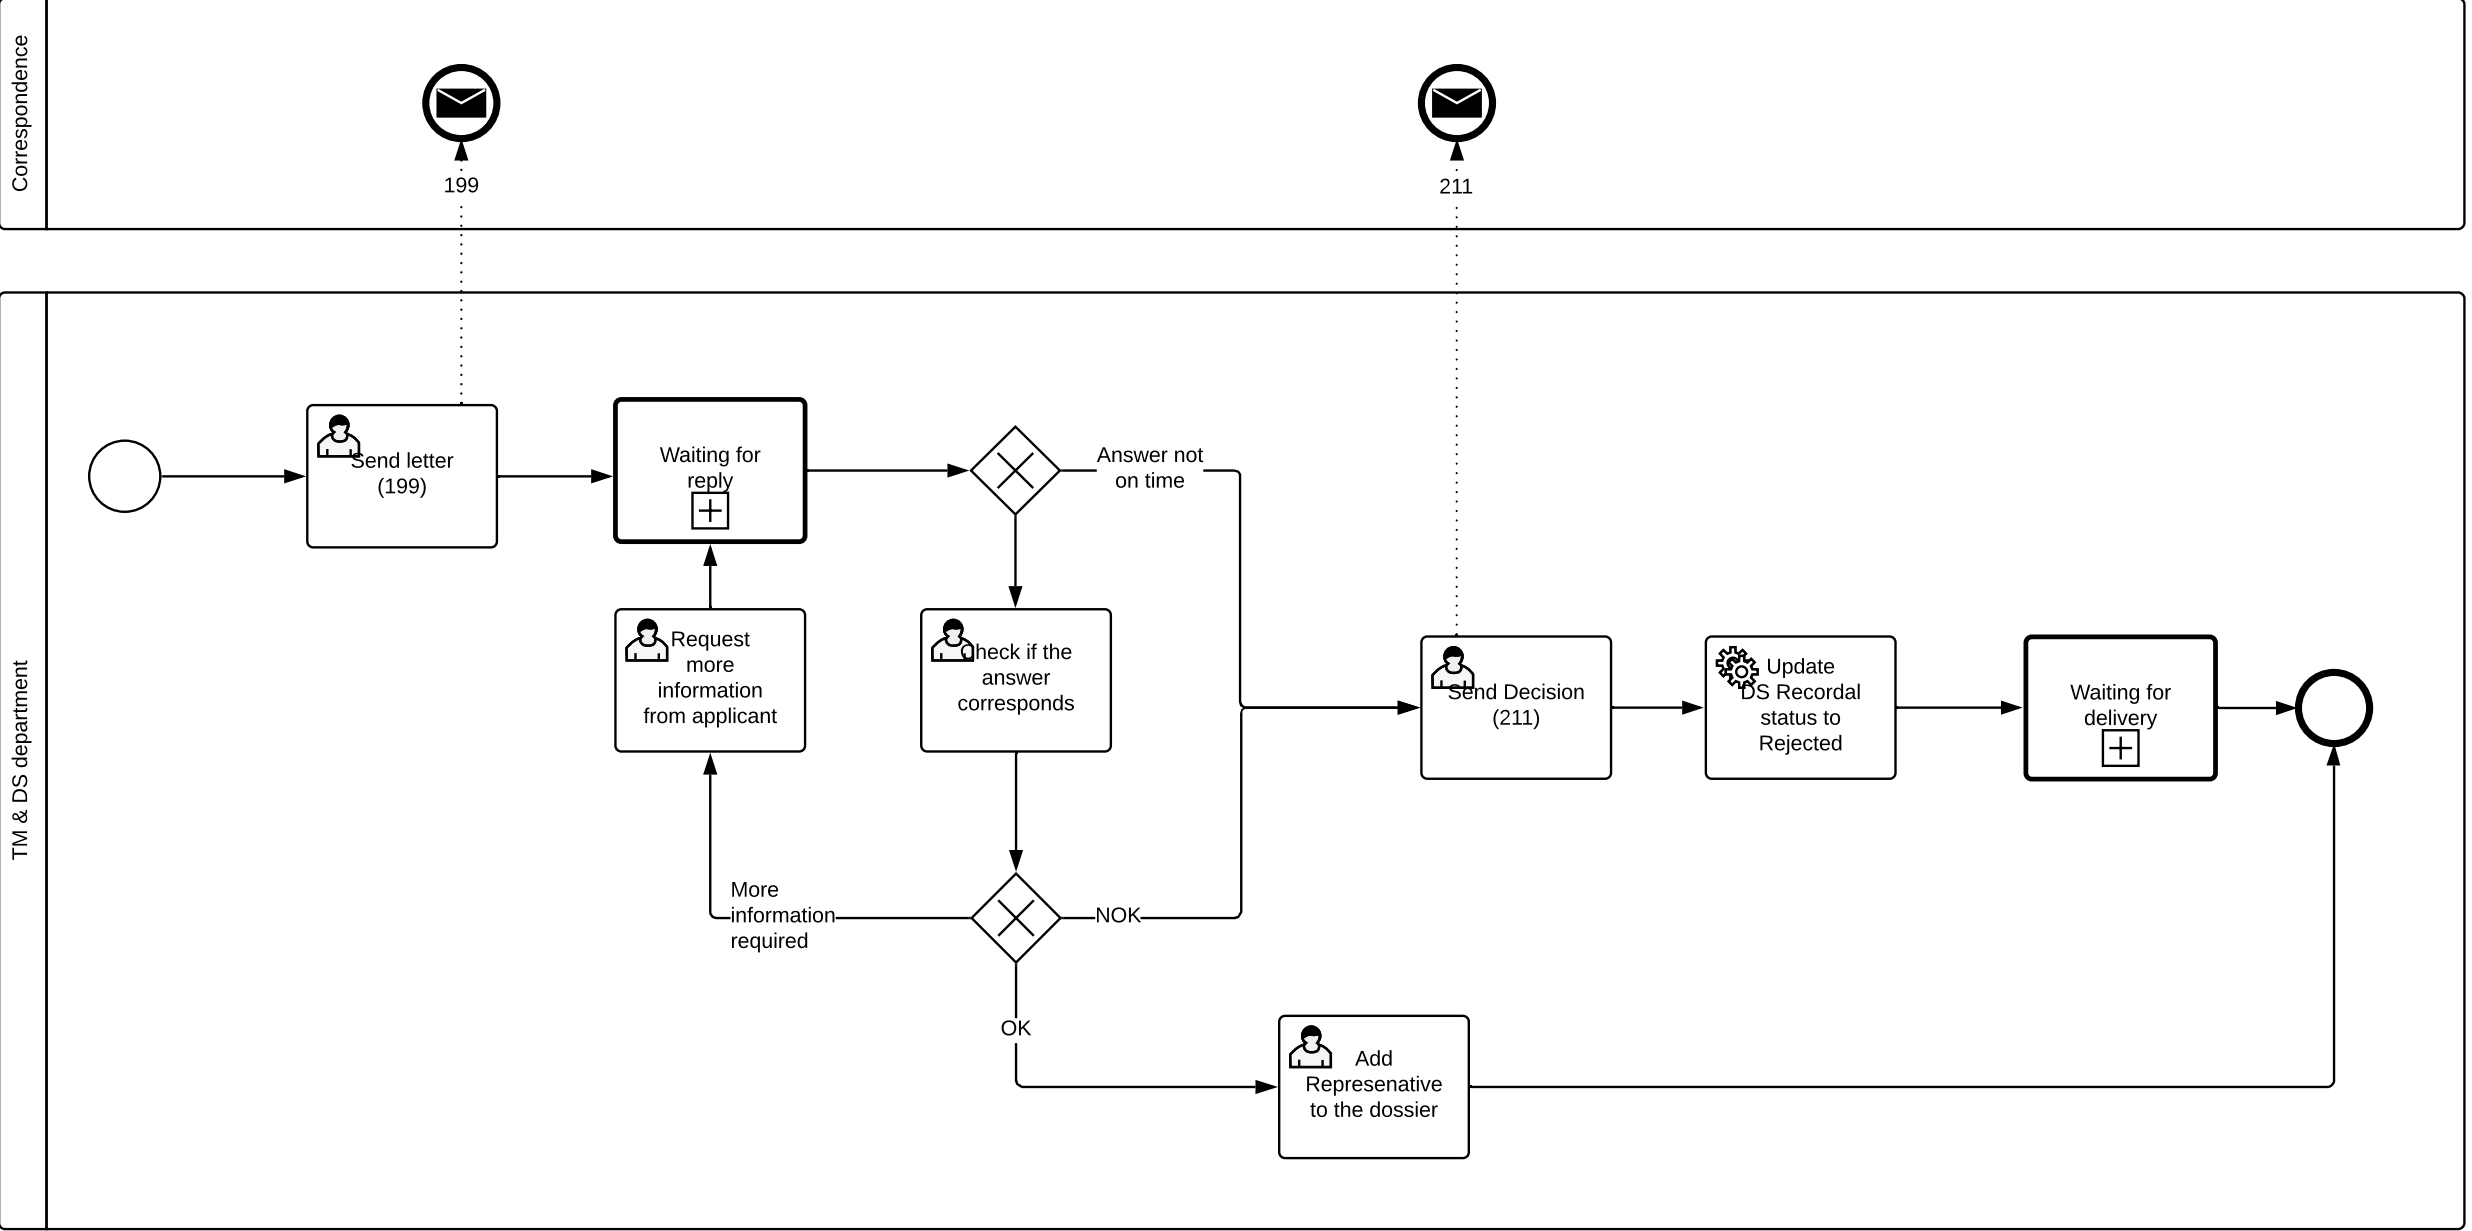 Correspondence
199
211
TM & DS department
Send letter
(199)
Waiting for
reply
Answer not
on time
Request
more
information
from applicant
Check if the
answer
corresponds
Send Decision
(211)
Update
DS Recordal
status to
Rejected
Waiting for
delivery
More
information
required
NOK
OK
Add
Represenative
to the dossier